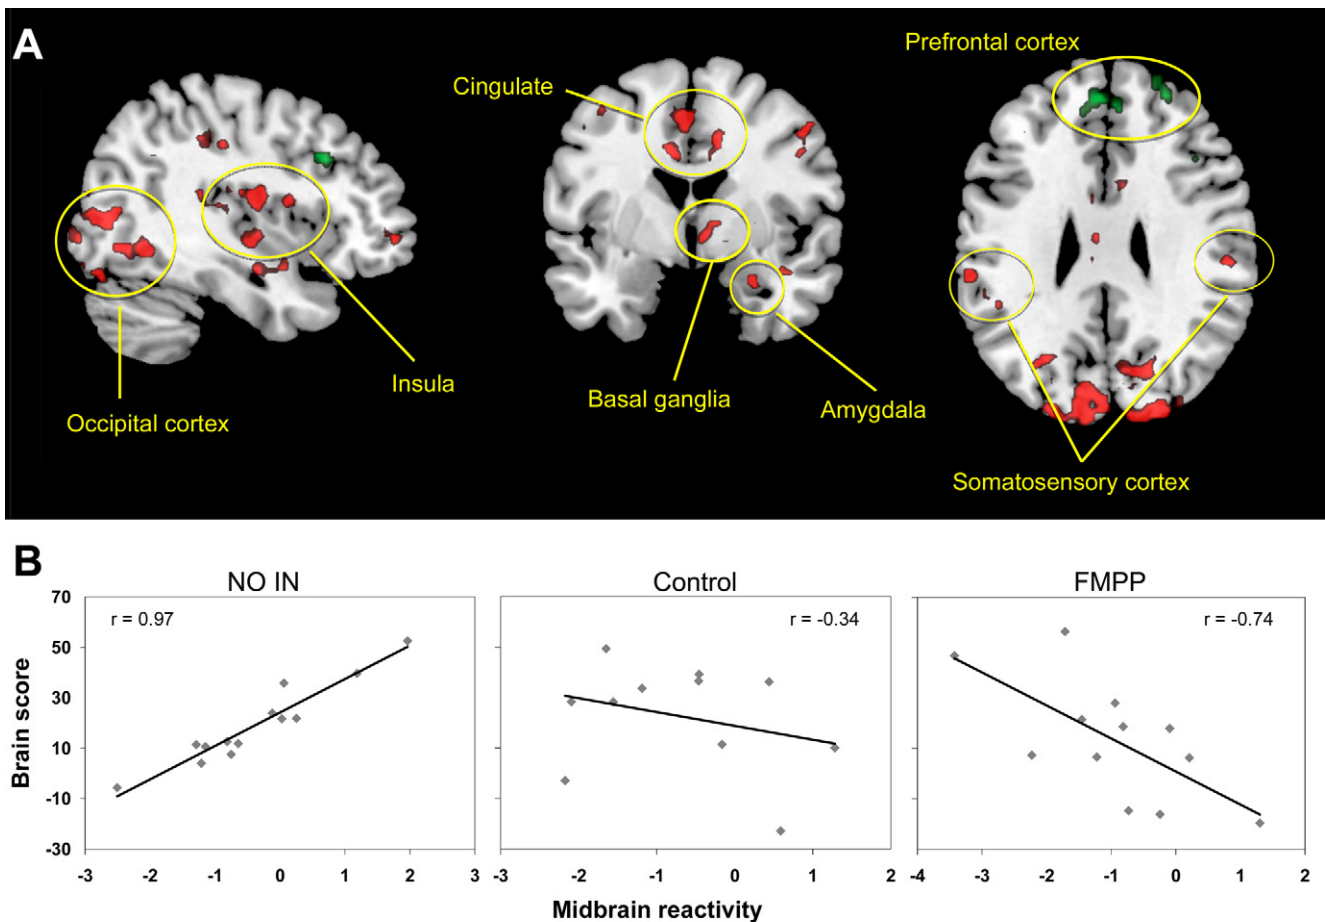 A
Prefrontal cortex
Cingulate
Insula
Basal ganglia
Amygdala
Occipital cortex
Somatosensory cortex
B
NO IN
Control
FMPP
r = 0.97
r = -0.34
r = -0.74
Brain score
70
50
30
10
-10
-30
-3 -2 -1 0 1 2 3
-3 -2 -1 0 1 2
-4 -3 -2 -1 0 1 2
Midbrain reactivity